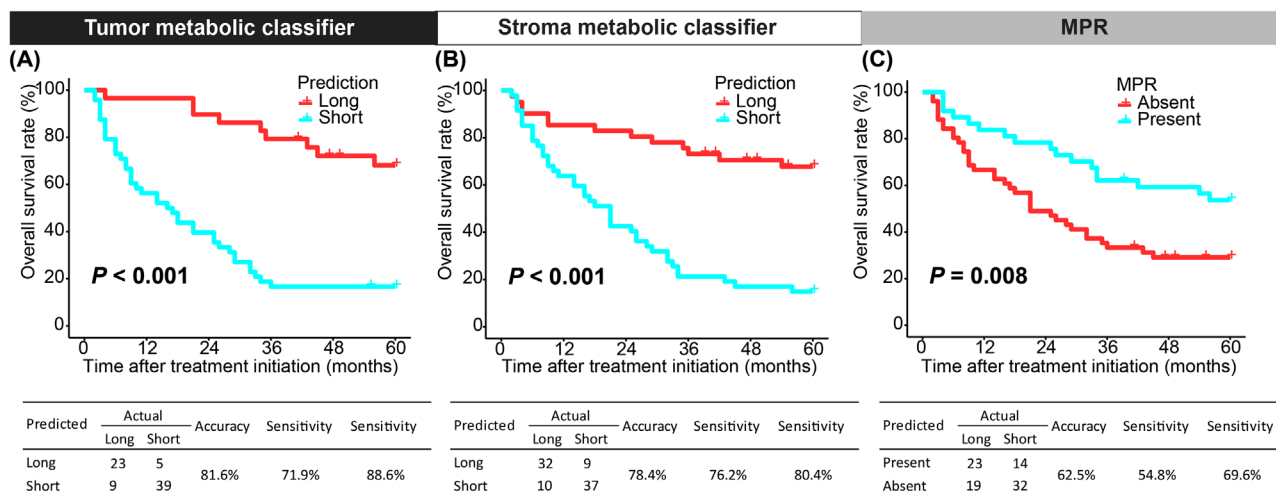 Tumor metabolic classifier
Stroma metabolic classifier
MPR
(A)
Prediction
Long
Short
Overall survival rate (%)
100
80
60
40
20
0
P < 0.001
0 12 24 36 48 60
Time after treatment initiation (months)
Predicted Actual Accuracy Sensitivity Sensitivity
Long Short
Long 23 5 81.6% 71.9% 88.6%
Short 9 39
(B)
Prediction
Long
Short
Overall survival rate (%)
100
80
60
40
20
0
P < 0.001
0 12 24 36 48 60
Time after treatment initiation (months)
Predicted Actual Accuracy Sensitivity Sensitivity
Long Short
Long 32 9 78.4% 76.2% 80.4%
Short 10 37
(C)
MPR
Absent
Present
Overall survival rate (%)
100
80
60
40
20
0
P = 0.008
0 12 24 36 48 60
Time after treatment initiation (months)
Predicted Actual Accuracy Sensitivity Sensitivity
Long Short
Present 23 14 62.5% 54.8% 69.6%
Absent 19 32